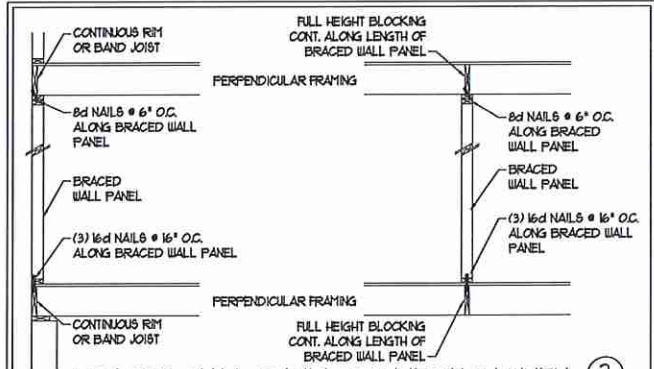 CONTINUOUS RIM
OR BAND JOIST
FULL HEIGHT BLOCKING
CONT. ALONG LENGTH OF
BRACED WALL PANEL
PERPENDICULAR FRAMING
8d NAILS @ 6" O.C.
ALONG BRACED WALL
PANEL
8d NAILS @ 6" O.C.
ALONG BRACED
WALL PANEL
BRACED
WALL PANEL
BRACED
WALL PANEL
(3) 16d NAILS @ 16" O.C.
ALONG BRACED WALL PANEL
(3) 16d NAILS @ 16" O.C.
ALONG BRACED WALL
PANEL
PERPENDICULAR FRAMING
CONTINUOUS RIM
OR BAND JOIST
FULL HEIGHT BLOCKING
CONT. ALONG LENGTH OF
BRACED WALL PANEL